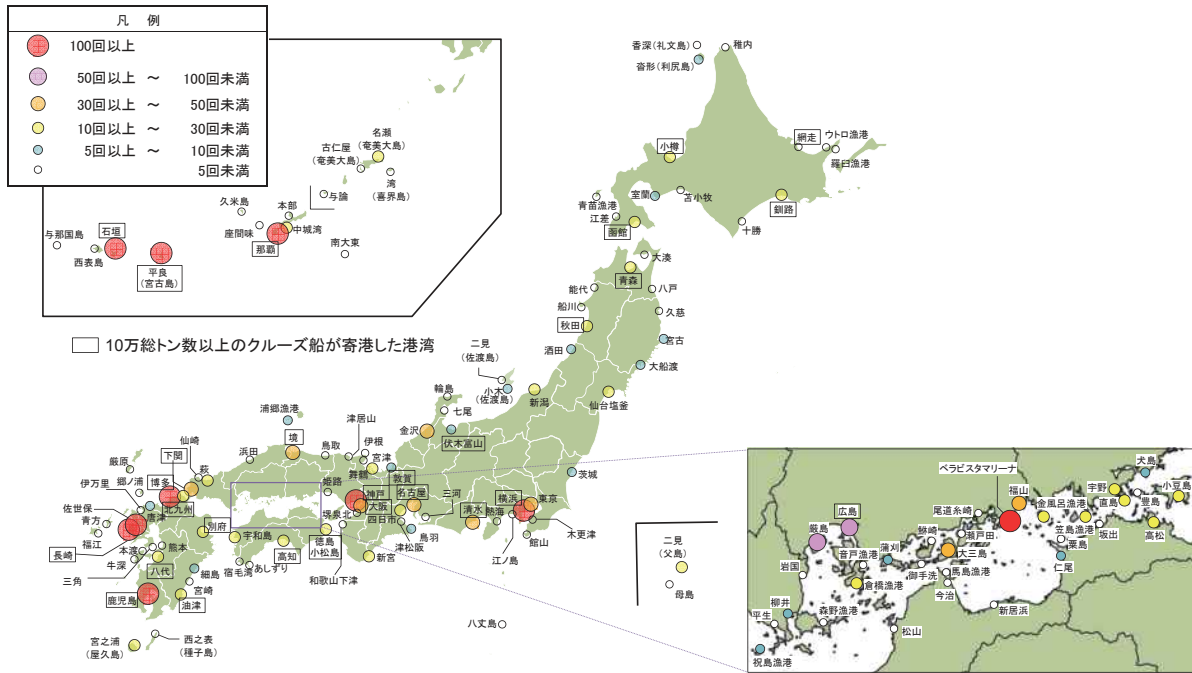 凡 例
100回以上
50回以上 ～ 100回未満
30回以上 ～ 50回未満
10回以上 ～ 30回未満
5回以上 ～ 10回未満
5回未満
名瀬
(奄美大島)
古仁屋
(奄美大島)
湾
(喜界島)
与論
久米島
本部
座間味
中城湾
那覇
南大東
与那国島
石垣
西表島
平良
(宮古島)
10万総トン数以上のクルーズ船が寄港した港湾
香深(礼文島)
稚内
沓形(利尻島)
小樽
網走
ウトロ漁港
羅臼漁港
室蘭
苫小牧
釧路
十勝
青苗漁港
江差
函館
大湊
青森
能代
八戸
船川
久慈
秋田
宮古
酒田
大船渡
二見
(佐渡島)
小木
(佐渡島)
新潟
仙台塩釜
輪島
七尾
金沢
伏木富山
茨城
浦郷漁港
津居山
境
鳥取
伊根
宮津
舞鶴
敦賀
浜田
仙崎
萩
下関
厳原
郷ノ浦
博多
伊万里
北九州
唐津
佐世保
青方
福江
長崎
本渡
熊本
牛深
八代
三角
鹿児島
細島
宮崎
油津
別府
宇和島
宿毛湾
あしずり
高知
宮之浦
(屋久島)
西之表
(種子島)
姫路
神戸
大阪
堺泉北
徳島
小松島
和歌山下津
新宮
名古屋
四日市
津松阪
鳥羽
三河
清水
横浜
東京
熱海
江ノ島
館山
木更津
八丈島
二見
(父島)
母島
ベラビスタマリーナ
福山
尾道糸崎
広島
厳島
鞆崎
瀬戸田
大三島
音戸漁港
蒲刈
御手洗
馬島漁港
今治
岩国
倉橋漁港
柳井
平生
森野漁港
松山
祝島漁港
新居浜
金風呂漁港
笠島漁港
宇野
直島
犬島
豊島
小豆島
坂出
高松
粟島
仁尾